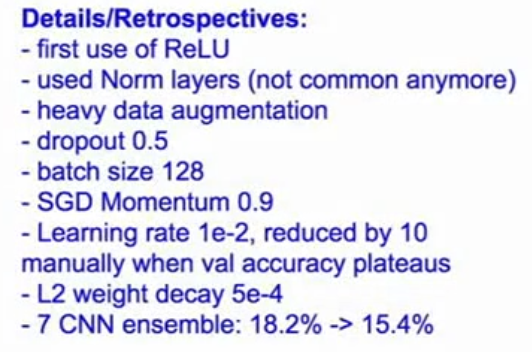 Details/Retrospectives:
- first use of ReLU
- used Norm layers (not common anymore)
- heavy data augmentation
- dropout 0.5
- batch size 128
- SGD Momentum 0.9
- Learning rate 1e-2, reduced by 10
manually when val accuracy plateaus
- L2 weight decay 5e-4
- 7 CNN ensemble: 18.2% -> 15.4%